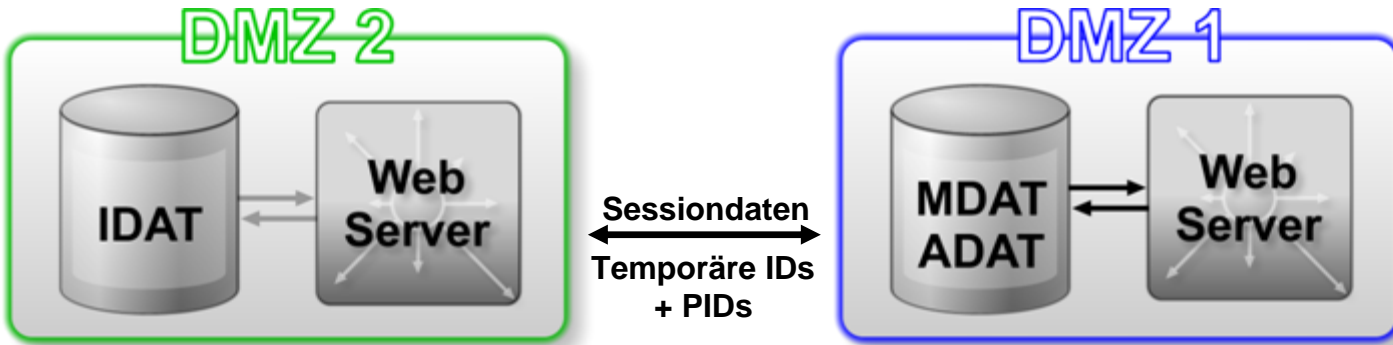 DMZ 2
IDAT
Web
Server
Sessiondaten
Temporäre IDs
+ PIDs
DMZ 1
MDAT
ADAT
Web
Server